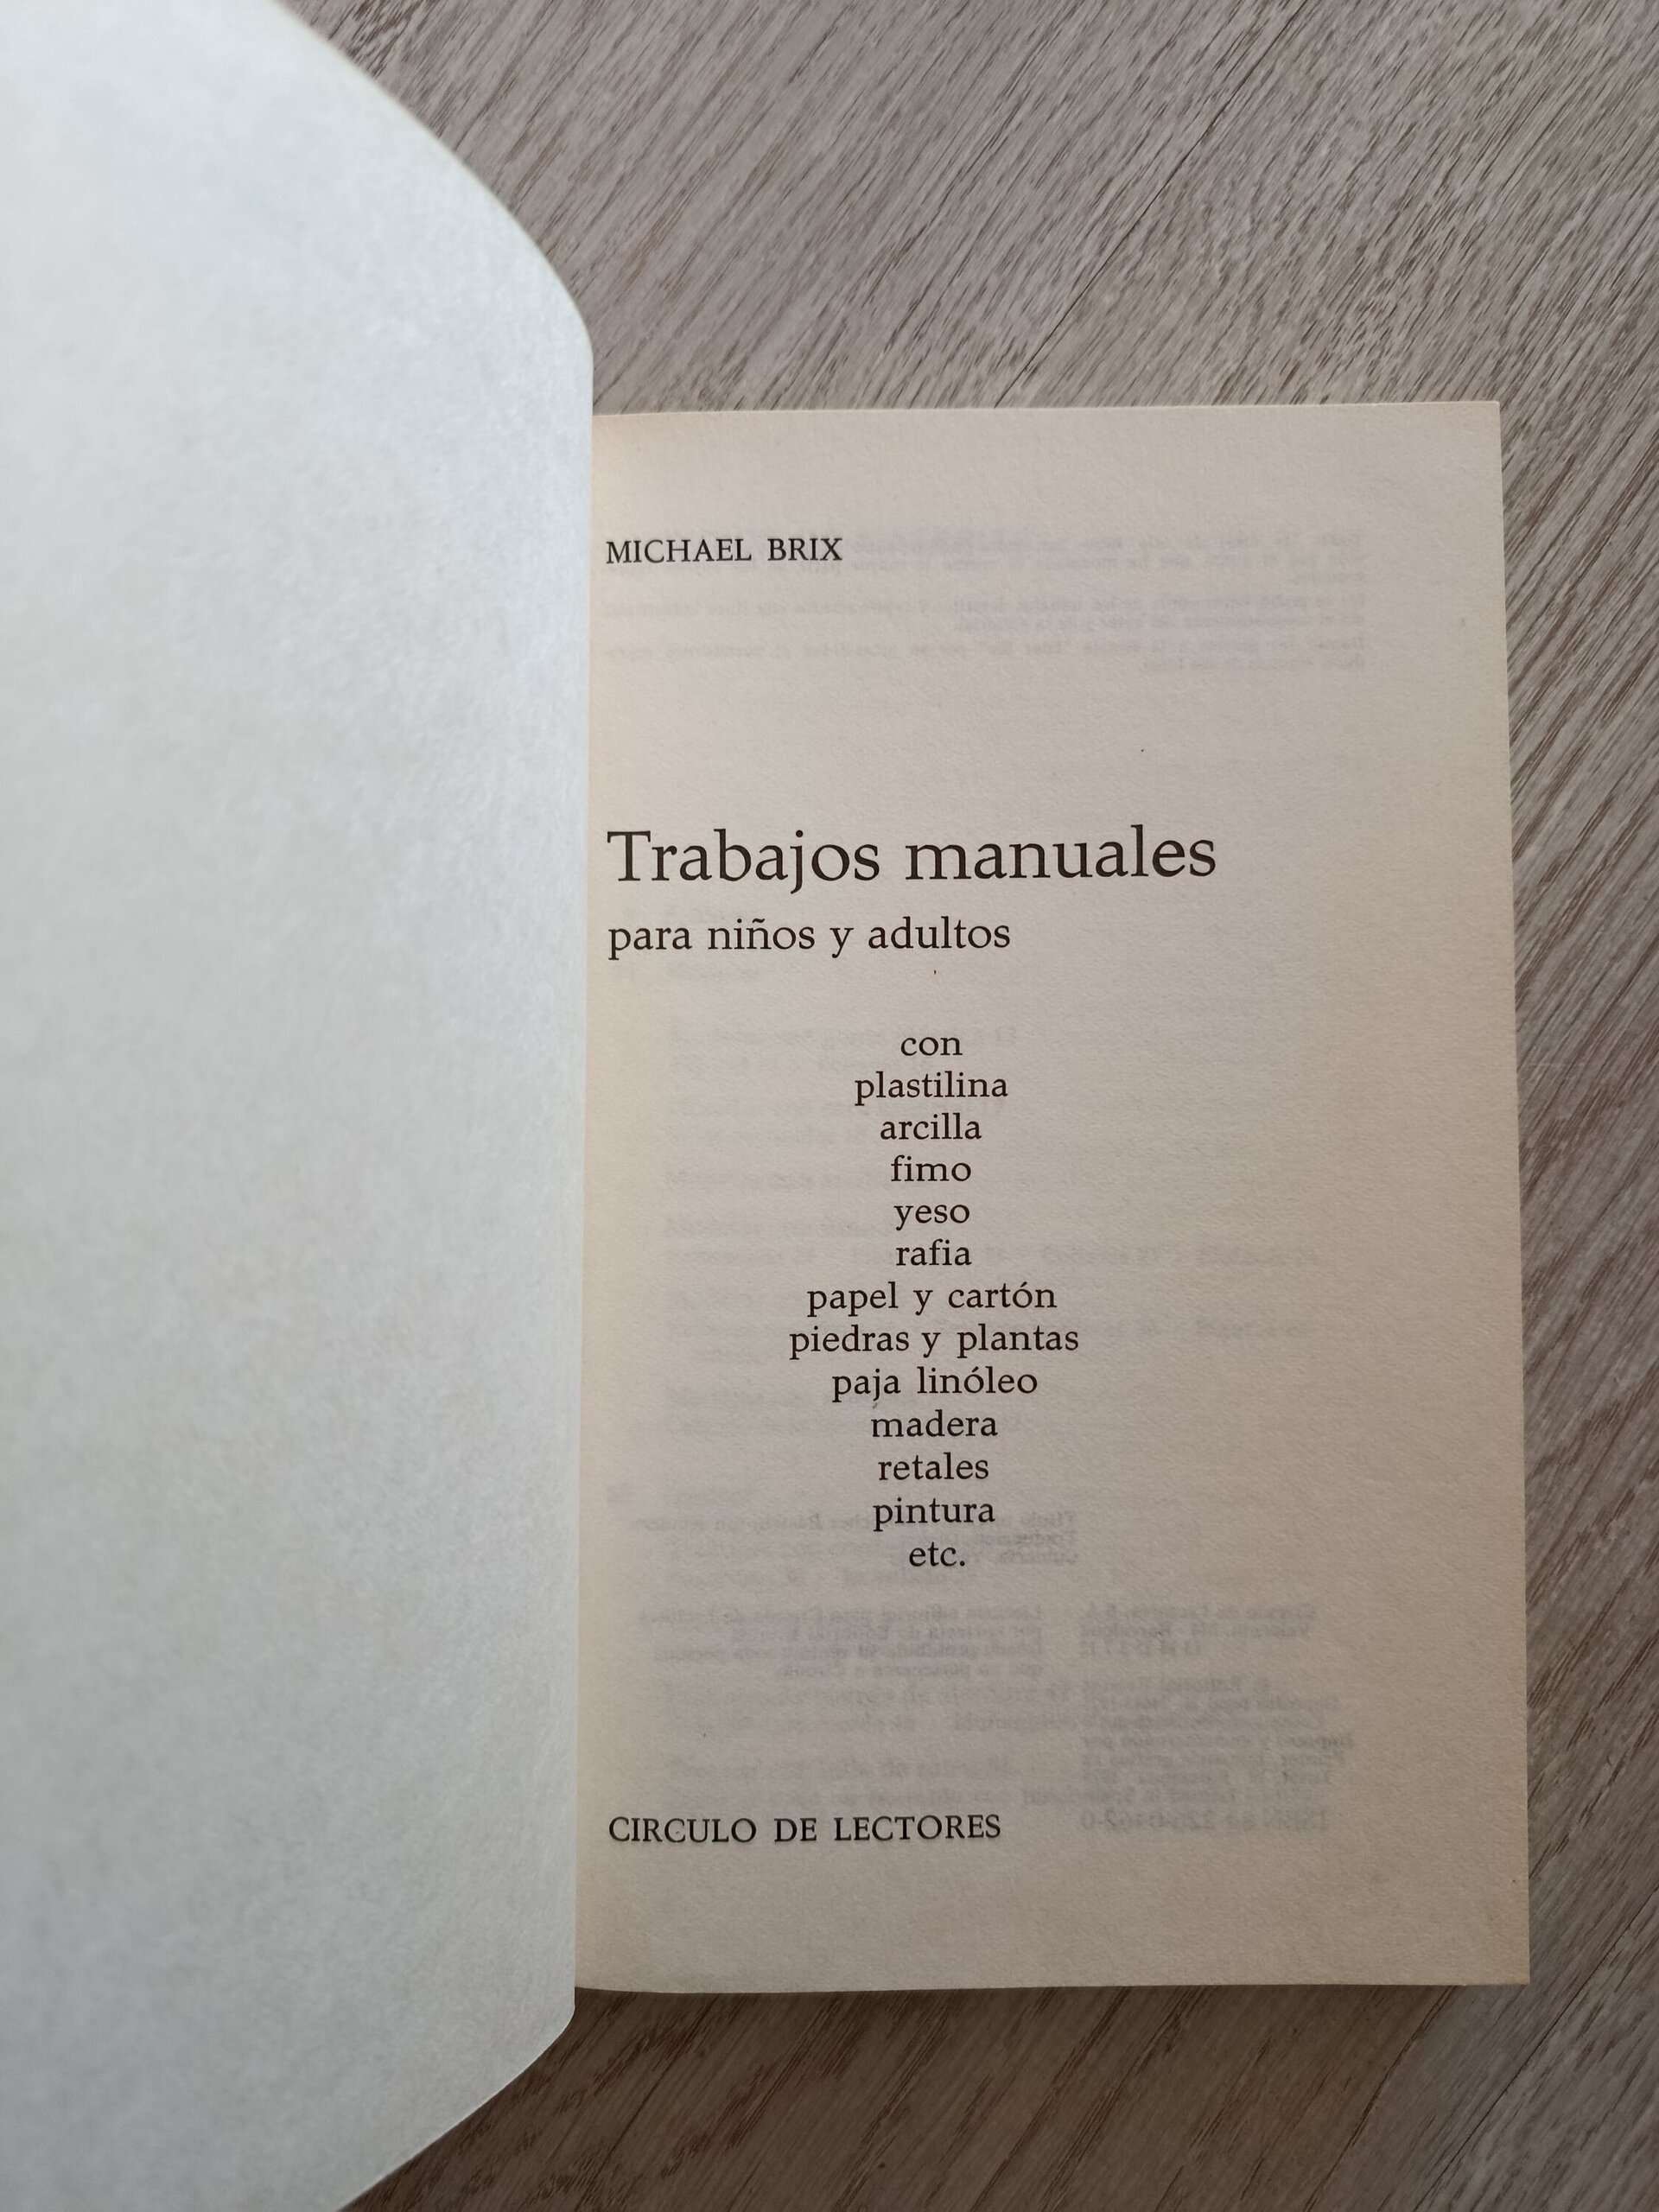 MICHAEL BRIX
Trabajos manuales
para niños y adultos
con
plastilina
arcilla
fimo
yeso
rafia
papel y cartón
piedras y plantas
paja linóleo
madera
retales
pintura
etc.
CIRCULO DE LECTORES